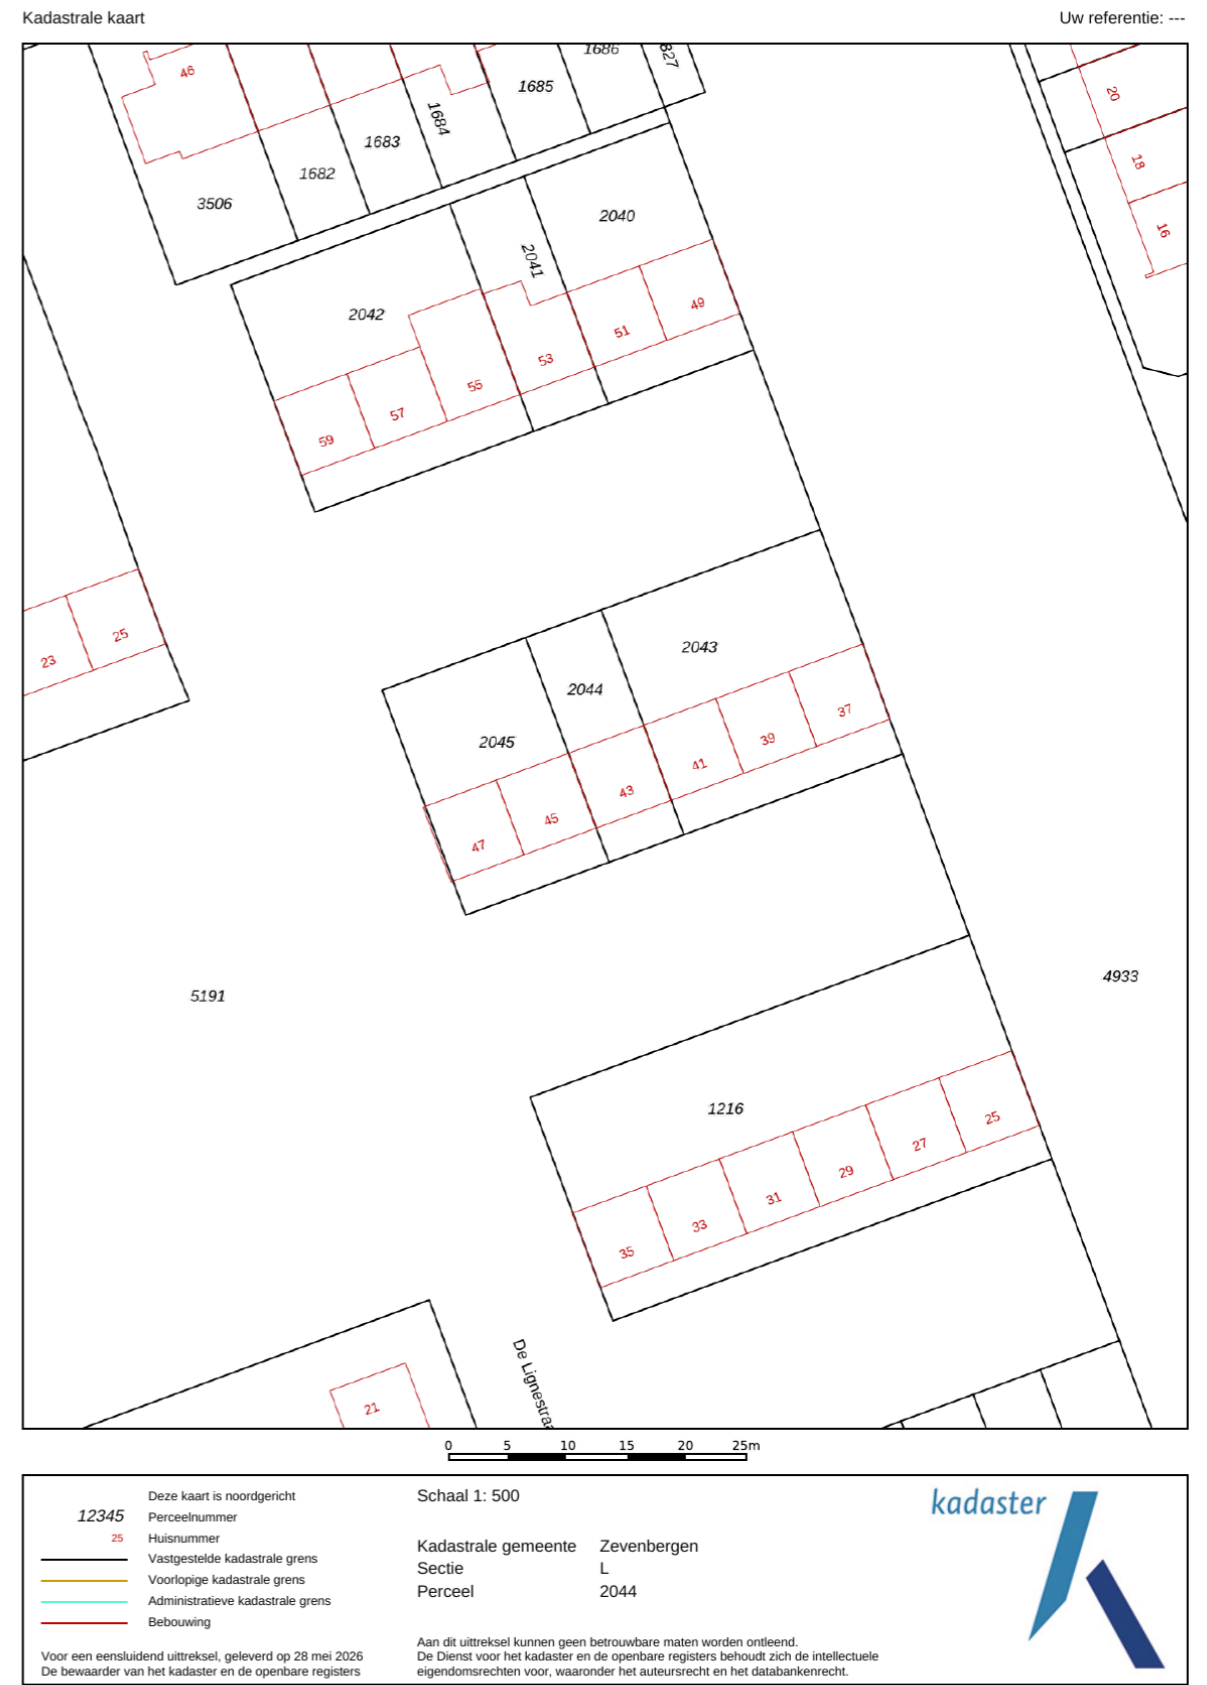 Kadastrale kaart
Uw referentie: ---
1686
827
46
1685
20
1684
1683
18
1682
3506
2040
16
2041
2042
49
51
53
55
57
59
25
23
2043
2044
2045
37
39
41
43
45
47
5191
4933
1216
25
27
29
31
33
35
De Lignestraa
21
0 5 10 15 20 25m
Deze kaart is noordgericht
12345 Perceelnummer
25 Huisnummer
Vastgestelde kadastrale grens
Voorlopige kadastrale grens
Administratieve kadastrale grens
Bebouwing
Voor een eensluidend uittreksel, geleverd op 28 mei 2026
De bewaarder van het kadaster en de openbare registers
Schaal 1: 500
Kadastrale gemeente Zevenbergen
Sectie L
Perceel 2044
Aan dit uittreksel kunnen geen betrouwbare maten worden ontleend.
De Dienst voor het kadaster en de openbare registers behoudt zich de intellectuele
eigendomsrechten voor, waaronder het auteursrecht en het databankenrecht.
kadaster